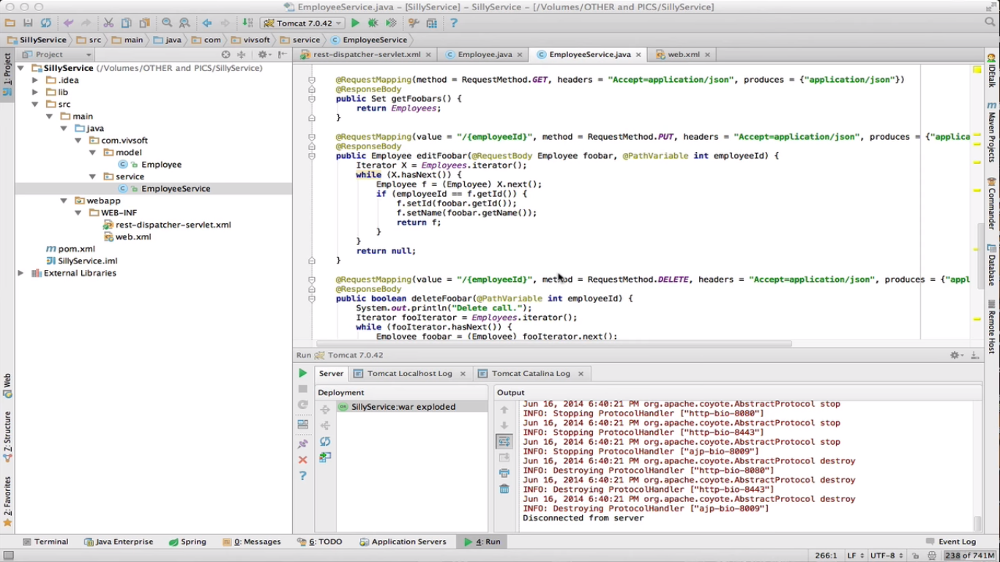 EmployeeService.java – [SillyService] – SillyService – [/Volumes/OTHER and PICS/SillyService]
Tomcat 7.0.42
SillyService src main java com vivsoft service EmployeeService
Project
rest-dispatcher-servlet.xml Employee.java EmployeeService.java web.xml
SillyService (/Volumes/OTHER and PICS/SillyService)
.idea
lib
src
main
java
com.vivsoft
model
Employee
service
EmployeeService
webapp
WEB-INF
rest-dispatcher-servlet.xml
web.xml
pom.xml
SillyService.iml
External Libraries
1: Project
Web
Z: Structure
2: Favorites
@RequestMapping(method = RequestMethod.GET, headers = "Accept=application/json", produces = {"application/json"})
@ResponseBody
public Set getFoobars() {
return Employees;
}
@RequestMapping(value = "/{employeeId}", method = RequestMethod.PUT, headers = "Accept=application/json", produces = {"applica
@ResponseBody
public Employee editFoobar(@RequestBody Employee foobar, @PathVariable int employeeId) {
Iterator X = Employees.iterator();
while (X.hasNext()) {
Employee f = (Employee) X.next();
if (employeeId == f.getId()) {
f.setId(foobar.getId());
f.setName(foobar.getName());
return f;
}
}
return null;
}
@RequestMapping(value = "/{employeeId}", method = RequestMethod.DELETE, headers = "Accept=application/json", produces = {"appl
@ResponseBody
public boolean deleteFoobar(@PathVariable int employeeId) {
System.out.println("Delete call.");
Iterator fooIterator = Employees.iterator();
while (fooIterator.hasNext()) {
Employee foobar = (Employee) fooIterator.next();
IDEtalk
Maven Projects
Commander
Database
Remote Host
Run Tomcat 7.0.42
Server Tomcat Localhost Log Tomcat Catalina Log
Deployment
SillyService:war exploded
Output
Jun 16, 2014 6:40:21 PM org.apache.coyote.AbstractProtocol stop
INFO: Stopping ProtocolHandler ["http-bio-8080"]
Jun 16, 2014 6:40:21 PM org.apache.coyote.AbstractProtocol stop
INFO: Stopping ProtocolHandler ["http-bio-8443"]
Jun 16, 2014 6:40:21 PM org.apache.coyote.AbstractProtocol stop
INFO: Stopping ProtocolHandler ["ajp-bio-8009"]
Jun 16, 2014 6:40:21 PM org.apache.coyote.AbstractProtocol destroy
INFO: Destroying ProtocolHandler ["http-bio-8080"]
Jun 16, 2014 6:40:21 PM org.apache.coyote.AbstractProtocol destroy
INFO: Destroying ProtocolHandler ["http-bio-8443"]
Jun 16, 2014 6:40:21 PM org.apache.coyote.AbstractProtocol destroy
INFO: Destroying ProtocolHandler ["ajp-bio-8009"]
Disconnected from server
Terminal Java Enterprise Spring 0: Messages 6: TODO Application Servers 4: Run Event Log
266:1 LF UTF-8 238 of 741M